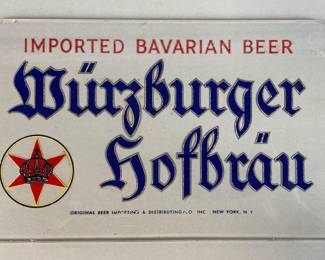 IMPORTED BAVARIAN BEER
Würzburger
Hofbräu
ORIGINAL BEER IMPORTING & DISTRIBUTING CO. INC. NEW YORK, N.Y.